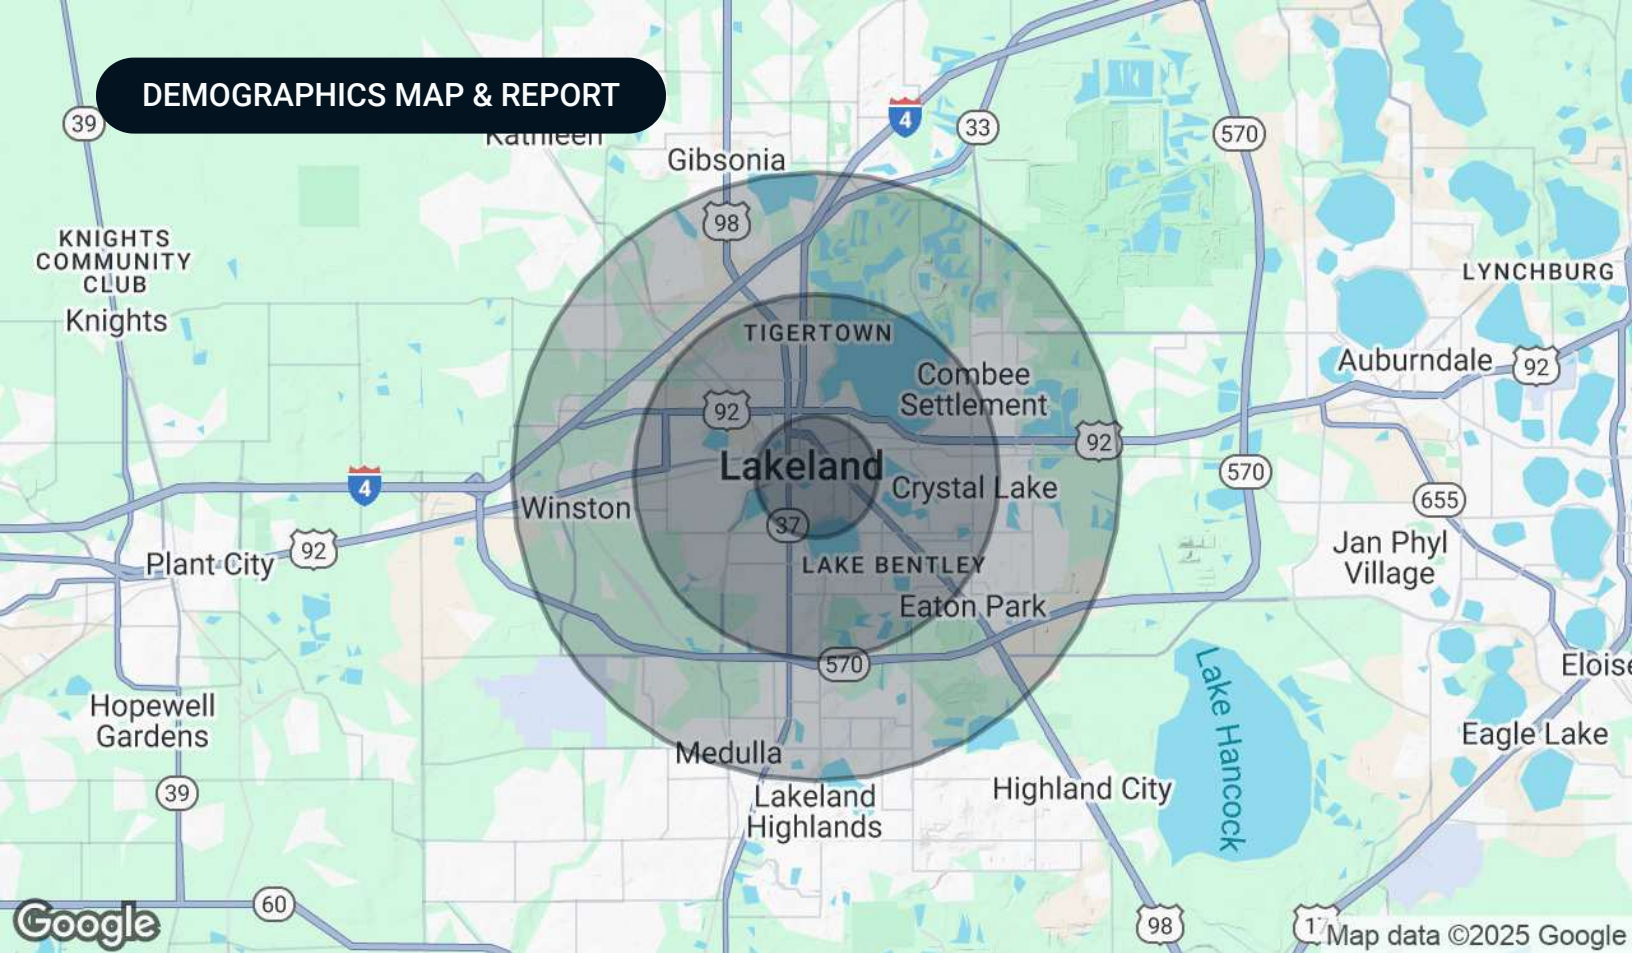 DEMOGRAPHICS MAP & REPORT
Kathleen
39
4
33
570
Gibsonia
98
KNIGHTS
COMMUNITY
CLUB
Knights
LYNCHBURG
TIGERTOWN
Auburndale
92
Combee
Settlement
92
92
Lakeland
570
4
Winston
Crystal Lake
655
37
92
Plant City
LAKE BENTLEY
Jan Phyl
Village
Eaton Park
570
Eloise
Hopewell
Gardens
Lake Hancock
Eagle Lake
Medulla
39
Lakeland
Highlands
Highland City
60
98
17
Google
Map data ©2025 Google